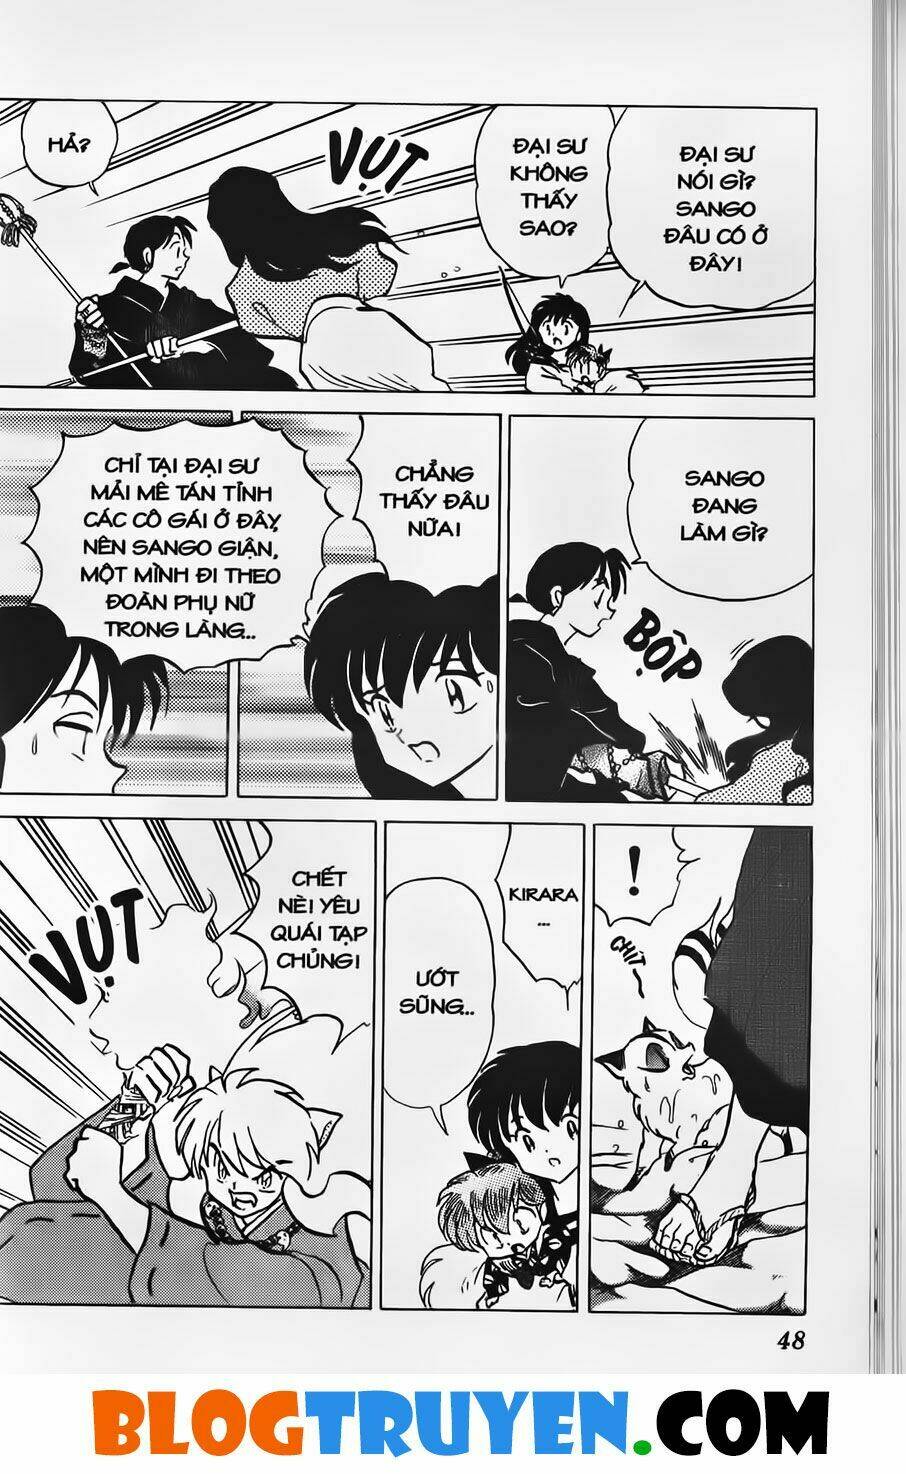 ĐẠI SƯ
NÓI GÌ?
SANGO
ĐÂU CÓ Ở
ĐÂY!
ĐẠI SƯ
KHÔNG
THẤY
SAO?
VỤT
HẢ?
SANGO
ĐANG
LÀM GÌ?
BỘP
CHẲNG
THẤY ĐÂU
NỮA!
CHỈ TẠI ĐẠI SƯ
MẢI MÊ TÁN TỈNH
CÁC CÔ GÁI Ở ĐÂY,
NÊN SANGO GIẬN,
MỘT MÌNH ĐI THEO
ĐOÀN PHỤ NỮ
TRONG LÀNG...
!
CHÍT~
KIRARA
...
ƯỚT
SŨNG...
CHẾT
NÈ! YÊU
QUÁI TẠP
CHỦNG!
VỤT
48
BLOGTRUYEN.COM